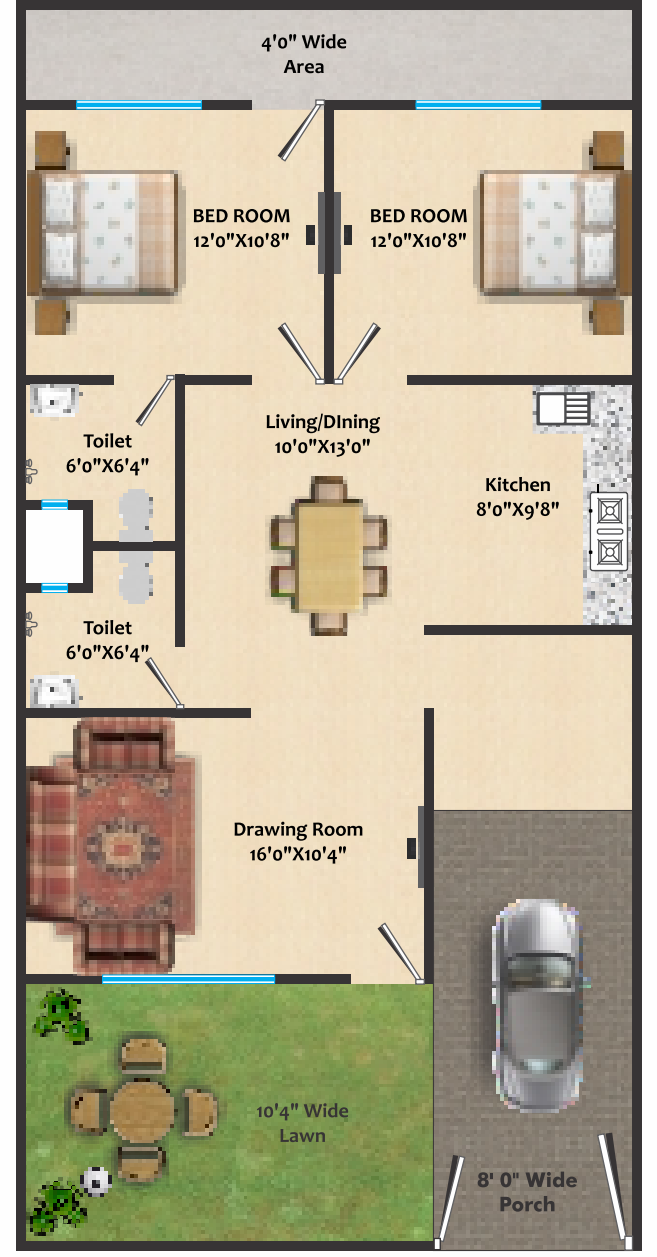 4'0" Wide
Area
BED ROOM
12'0"X10'8"
BED ROOM
12'0"X10'8"
Living/DIning
10'0"X13'0"
Toilet
6'0"X6'4"
Kitchen
8'0"X9'8"
Toilet
6'0"X6'4"
Drawing Room
16'0"X10'4"
10'4" Wide
Lawn
8' 0" Wide
Porch